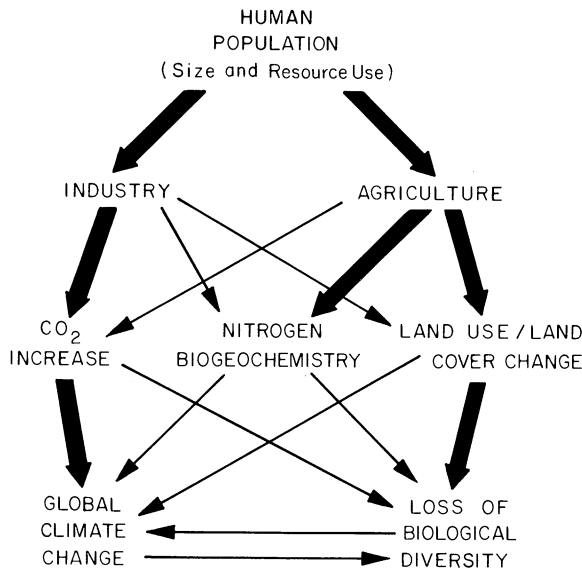 HUMAN
POPULATION
(Size and Resource Use)
INDUSTRY
AGRICULTURE
CO₂
INCREASE
NITROGEN
BIOGEOCHEMISTRY
LAND USE/LAND
COVER CHANGE
GLOBAL
CLIMATE
CHANGE
LOSS OF
BIOLOGICAL
DIVERSITY